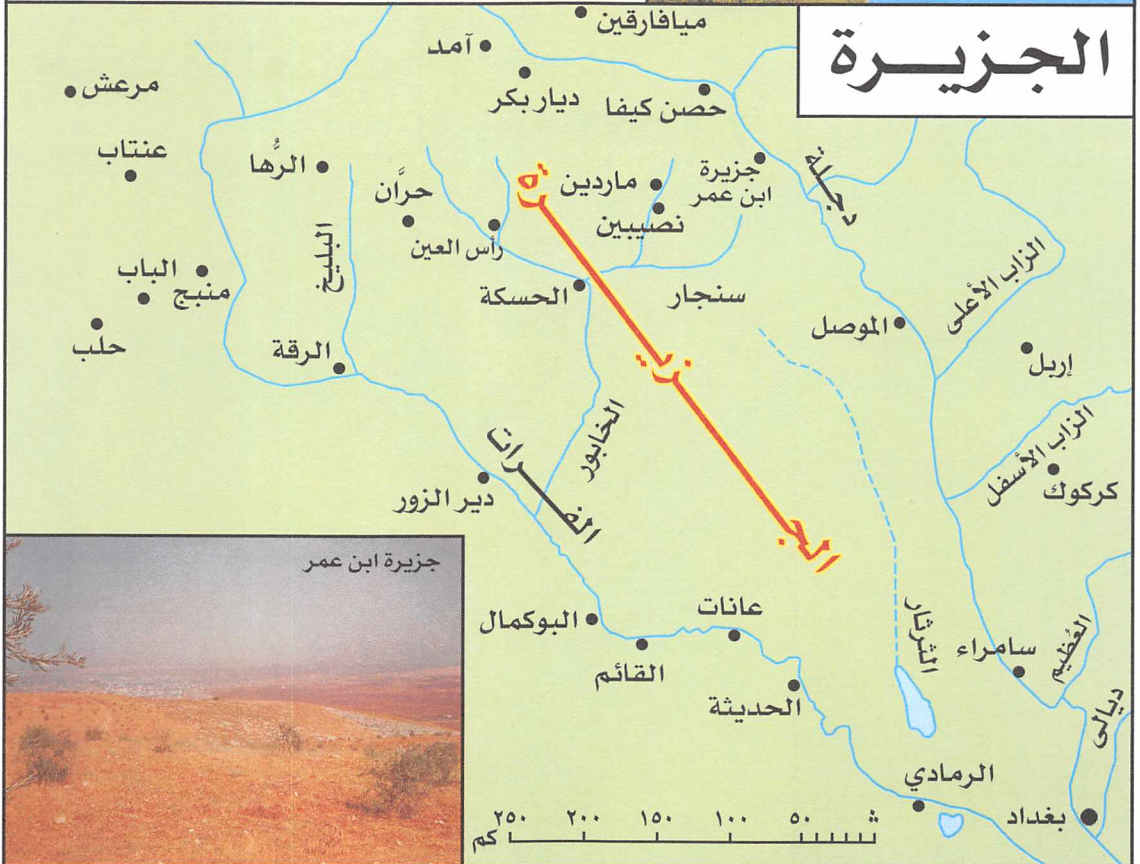 الجزيرة
ميافارقين
آمد
ديار بكر
حصن كيفا
مرعش
عنتاب
الرُّها
حرَّان
ماردين
نصيبين
جزيرة
ابن عمر
دجلة
رأس العين
البليخ
الباب
منبج
حلب
الرقة
الحسكة
سنجار
الموصل
الزاب الأعلى
إربل
الزاب الأسفل
كركوك
الخابور
الفرات
دير الزور
الجزيرة
البوكمال
القائم
عانات
الحديثة
الثرثار
سامراء
العُظيم
ديالى
الرمادي
بغداد
جزيرة ابن عمر
٢٥٠ ٢٠٠ ١٥٠ ١٠٠ ٥٠
كم